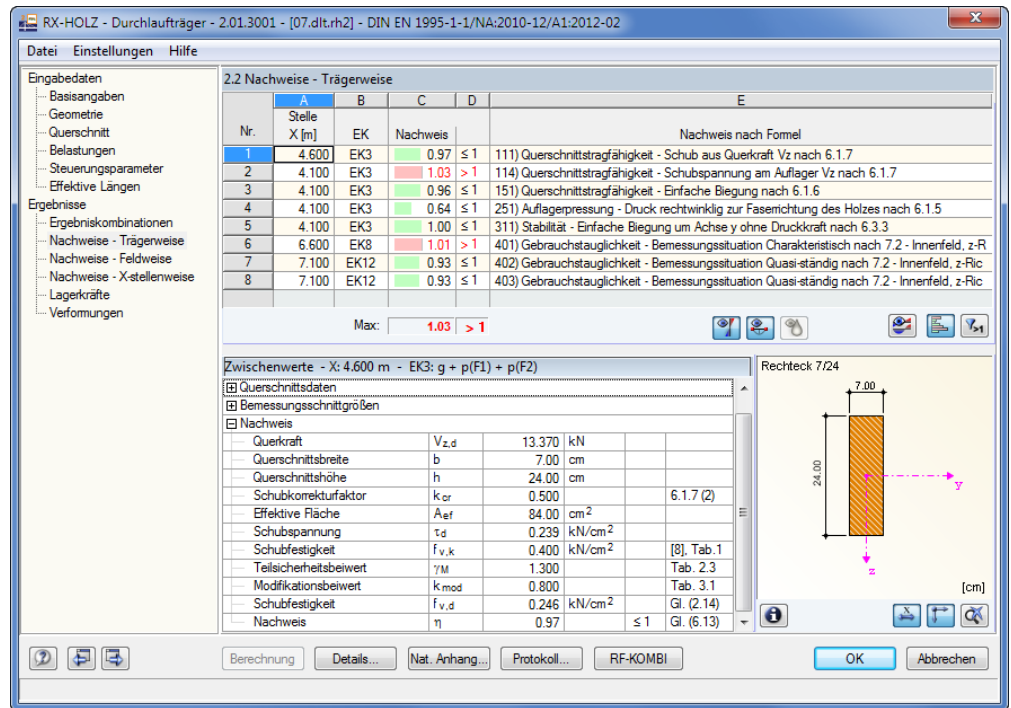 RX-HOLZ - Durchlaufträger - 2.01.3001 - [07.dlt.rh2] - DIN EN 1995-1-1/NA:2010-12/A1:2012-02
Datei Einstellungen Hilfe
Eingabedaten
Basisangaben
Geometrie
Querschnitt
Belastungen
Steuerungsparameter
Effektive Längen
Ergebnisse
Ergebniskombinationen
Nachweise - Trägerweise
Nachweise - Feldweise
Nachweise - X-stellenweise
Lagerkräfte
Verformungen
2.2 Nachweise - Trägerweise
A B C D E
Stelle
Nr. X [m] EK Nachweis Nachweis nach Formel
1 4.600 EK3 0.97 ≤ 1 111) Querschnittstragfähigkeit - Schub aus Querkraft Vz nach 6.1.7
2 4.100 EK3 1.03 > 1 114) Querschnittstragfähigkeit - Schubspannung am Auflager Vz nach 6.1.7
3 4.100 EK3 0.96 ≤ 1 151) Querschnittstragfähigkeit - Einfache Biegung nach 6.1.6
4 4.100 EK3 0.64 ≤ 1 251) Auflagerpressung - Druck rechtwinklig zur Faserrichtung des Holzes nach 6.1.5
5 4.100 EK3 1.00 ≤ 1 311) Stabilität - Einfache Biegung um Achse y ohne Druckkraft nach 6.3.3
6 6.600 EK8 1.01 > 1 401) Gebrauchstauglichkeit - Bemessungssituation Charakteristisch nach 7.2 - Innenfeld, z-R
7 7.100 EK12 0.93 ≤ 1 402) Gebrauchstauglichkeit - Bemessungssituation Quasi-ständig nach 7.2 - Innenfeld, z-Ric
8 7.100 EK12 0.93 ≤ 1 403) Gebrauchstauglichkeit - Bemessungssituation Quasi-ständig nach 7.2 - Innenfeld, z-Ric
Max: 1.03 > 1
Zwischenwerte - X: 4.600 m - EK3: g + p(F1) + p(F2)
Querschnittsdaten
Bemessungsschnittgrößen
Nachweis
Querkraft Vz,d 13.370 kN
Querschnittsbreite b 7.00 cm
Querschnittshöhe h 24.00 cm
Schubkorrekturfaktor kcr 0.500 6.1.7 (2)
Effektive Fläche Aef 84.00 cm²
Schubspannung τd 0.239 kN/cm²
Schubfestigkeit fv,k 0.400 kN/cm² [8], Tab.1
Teilsicherheitsbeiwert γM 1.300 Tab. 2.3
Modifikationsbeiwert kmod 0.800 Tab. 3.1
Schubfestigkeit fv,d 0.246 kN/cm² Gl. (2.14)
Nachweis η 0.97 ≤ 1 Gl. (6.13)
Rechteck 7/24
7.00
24.00
y
z
[cm]
Berechnung Details... Nat. Anhang... Protokoll... RF-KOMBI OK Abbrechen